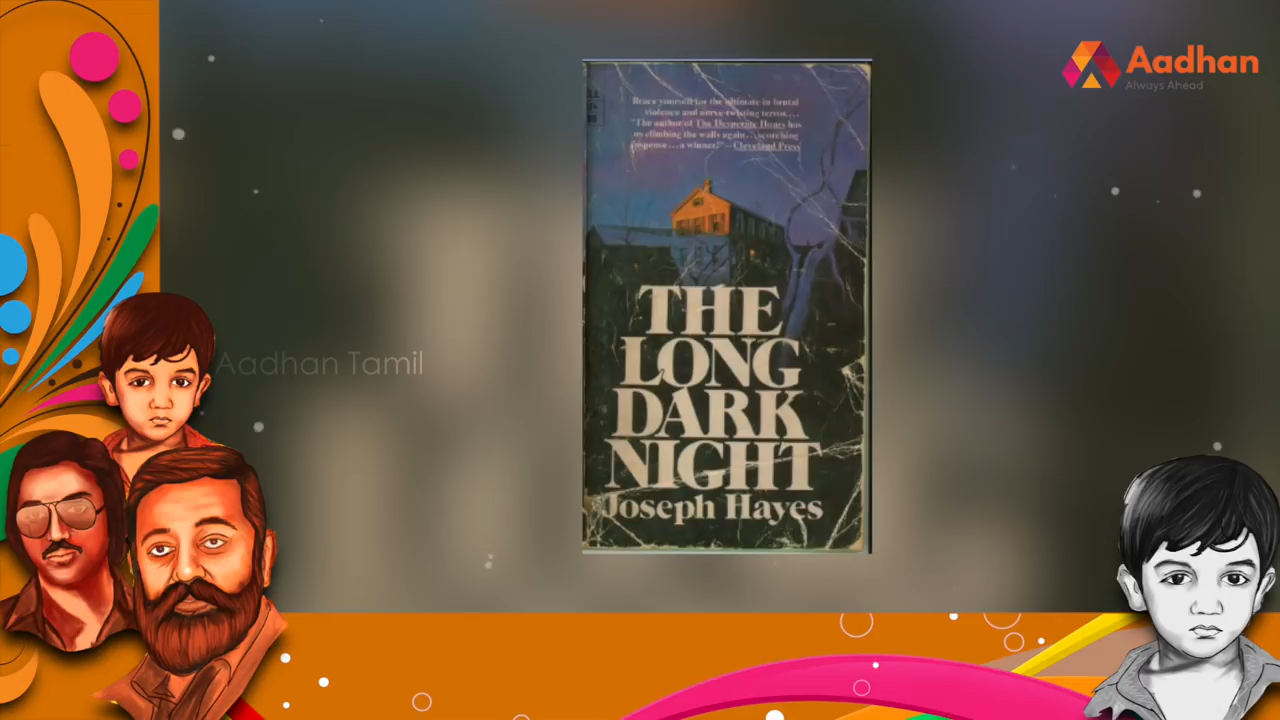 Aadhan
Always Ahead
Brace yourself for the ultimate in brutal
violence and nerve-twisting terror....
"The author of The Desperate Hours has
us climbing the walls again...scorching
suspense...a winner!"—Cleveland Press
Aadhan Tamil
THE
LONG
DARK
NIGHT
Joseph Hayes